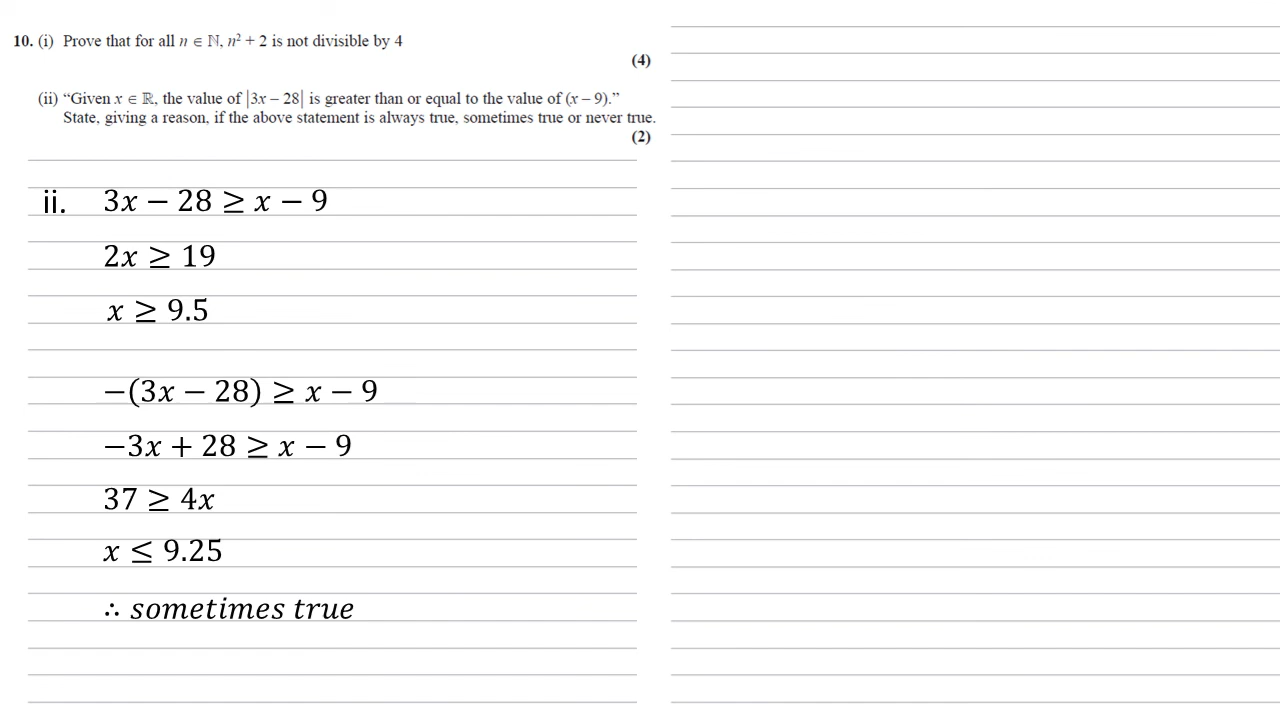 10. (i) Prove that for all n ∈ ℕ, n² + 2 is not divisible by 4
(4)
(ii) “Given x ∈ ℝ, the value of |3x – 28| is greater than or equal to the value of (x – 9).”
State, giving a reason, if the above statement is always true, sometimes true or never true.
(2)
ii. 3x − 28 ≥ x − 9
2x ≥ 19
x ≥ 9.5
−(3x − 28) ≥ x − 9
−3x + 28 ≥ x − 9
37 ≥ 4x
x ≤ 9.25
∴ sometimes true